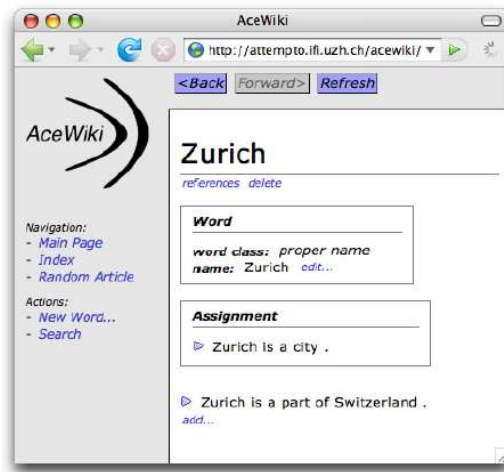 AceWiki
http://attempto.ifi.uzh.ch/acewiki/
<Back Forward> Refresh
AceWiki
Zurich
references delete
Word
word class: proper name
name: Zurich edit...
Navigation:
- Main Page
- Index
- Random Article
Actions:
- New Word...
- Search
Assignment
Zurich is a city .
Zurich is a part of Switzerland .
add...